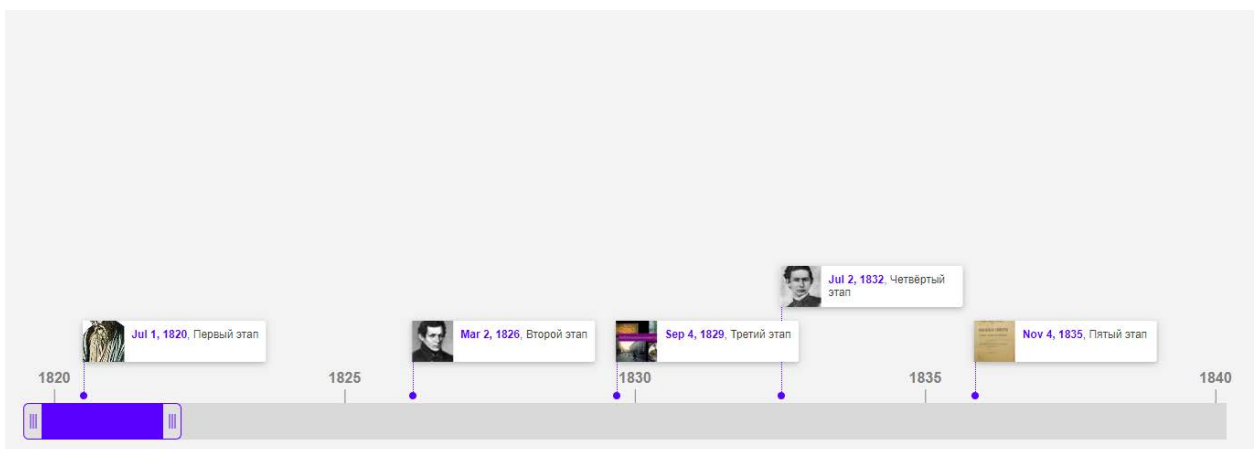 Jul 2, 1832, Четвёртый
этап
Jul 1, 1820, Первый этап
Mar 2, 1826, Второй этап
Sep 4, 1829, Третий этап
Nov 4, 1835, Пятый этап
1820
1825
1830
1835
1840